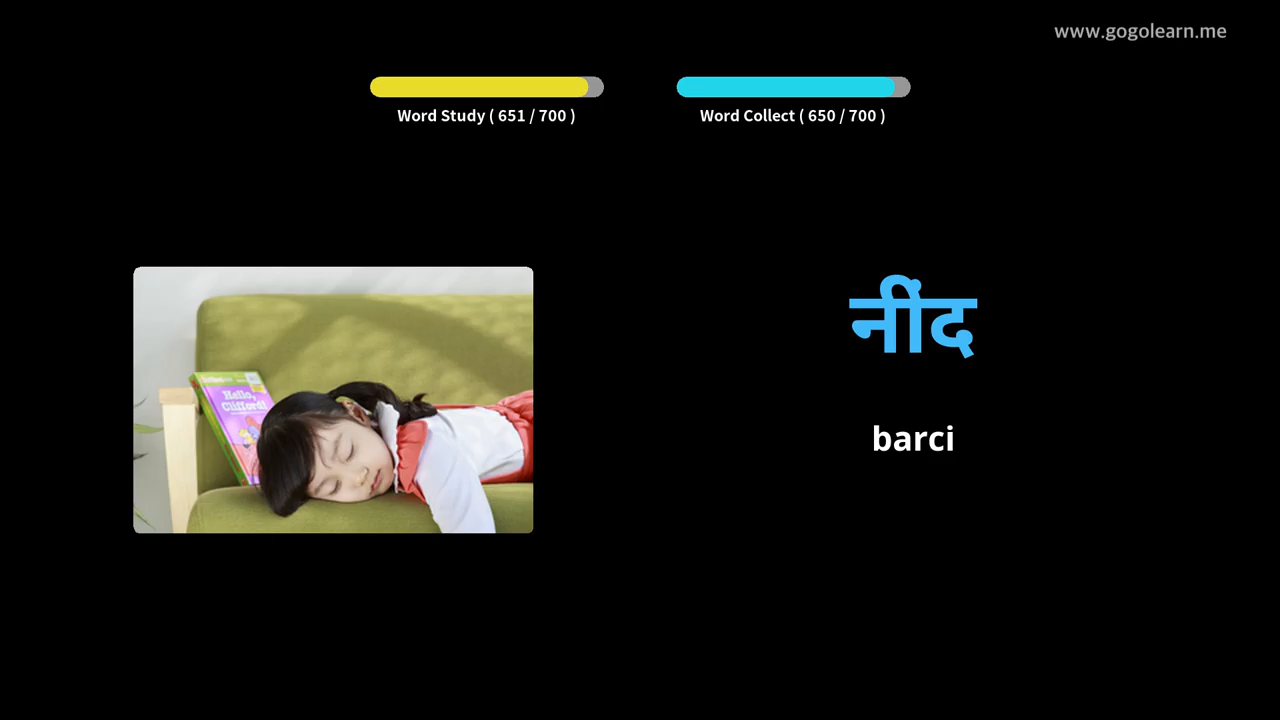 www.gogolearn.me
Word Study ( 651 / 700 )
Word Collect ( 650 / 700 )
नींद
barci
Hello,
Clifford!